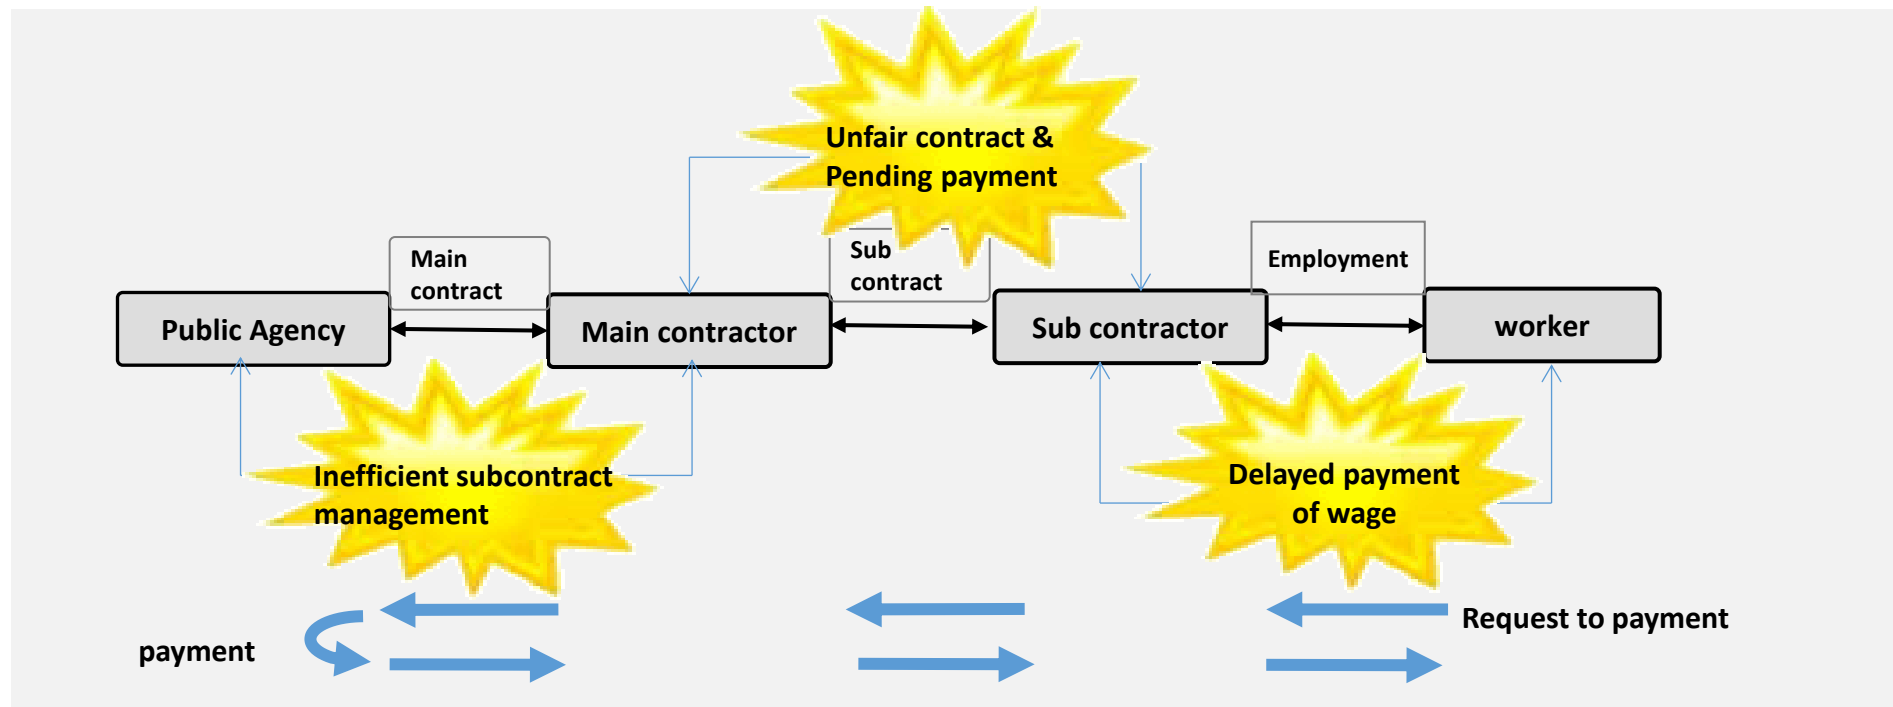 Unfair contract &
Pending payment
Main
contract
Sub
contract
Employment
Public Agency
Main contractor
Sub contractor
worker
Inefficient subcontract
management
Delayed payment
of wage
Request to payment
payment